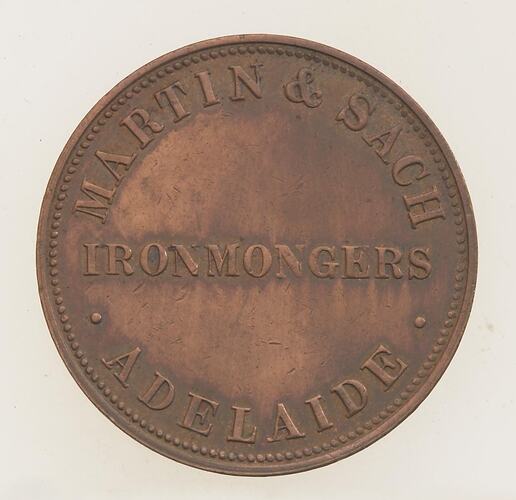 MARTIN & SACH
IRONMONGERS
· ADELAIDE ·